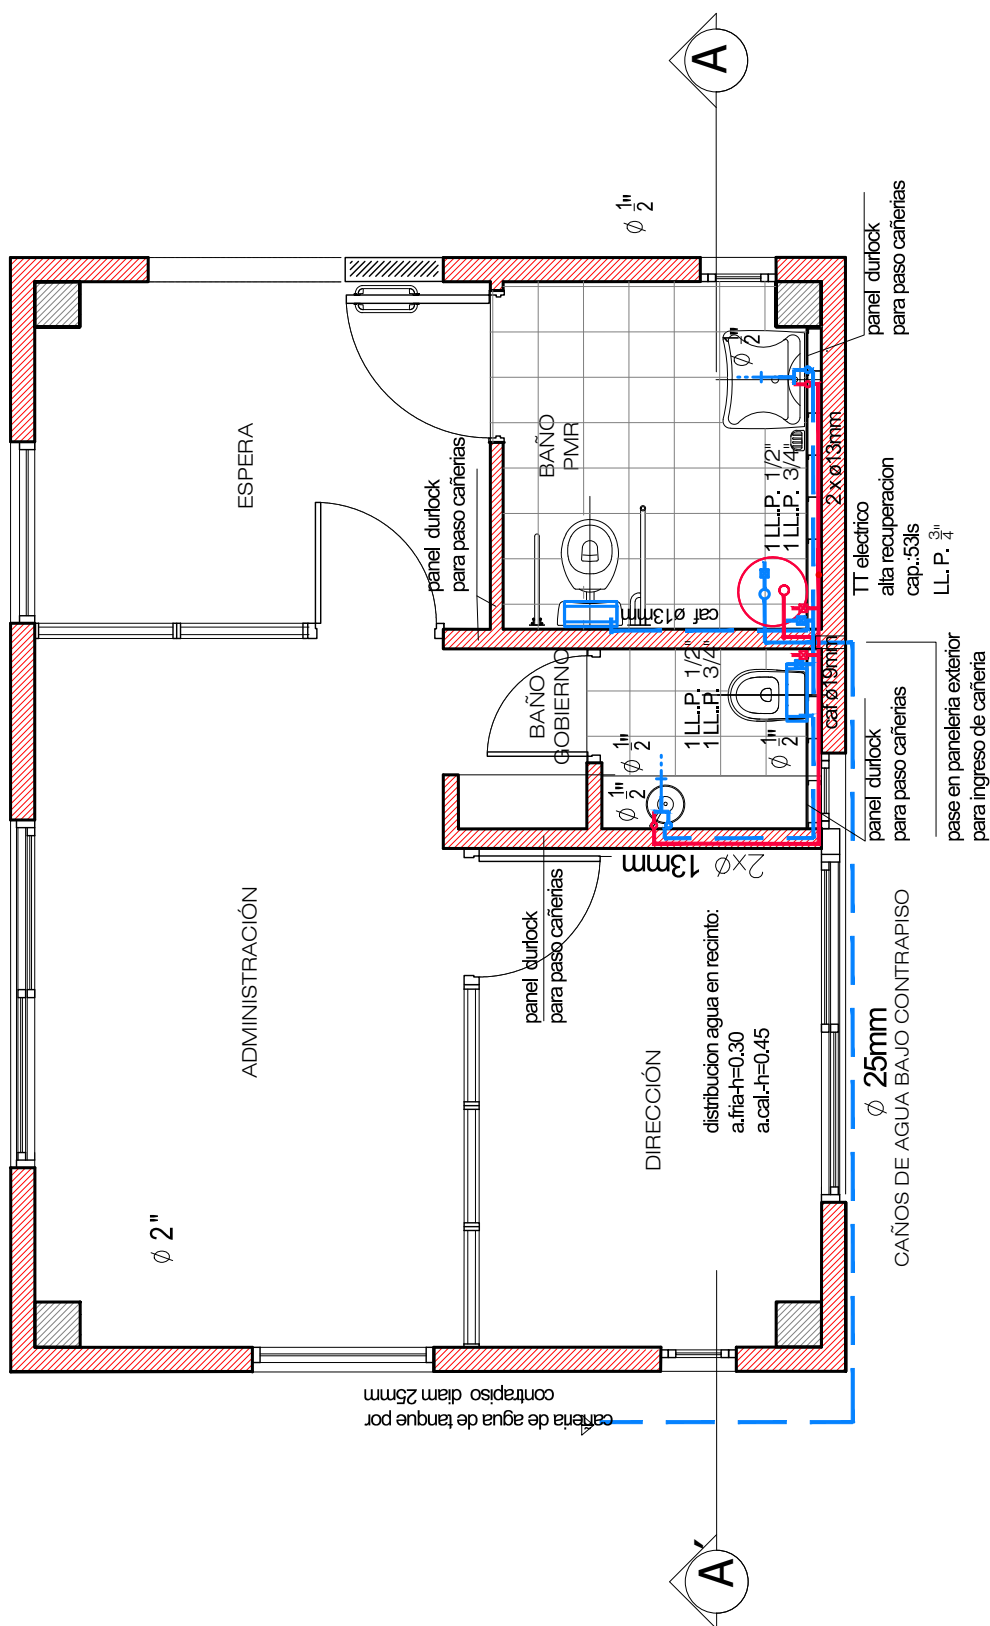 A
ø 1"/2
panel durlock
para paso cañerias
ø 1"/2
ESPERA
panel durlock
para paso cañerias
BAÑO
PMR
1 LL.P. 1/2"
1 LL.P. 3/4"
2 x ø13mm
TT electrico
alta recuperacion
cap.:53ls
LL. P. 3"/4
caf ø13mm
BAÑO
GOBIERNO
1 LL.P. 1/2"
1 LL.P. 3/4"
caf ø19mm
ø 1"/2
ø 1"/2
ø 1"/2
panel durlock
para paso cañerias
pase en paneleria exterior
para ingreso de cañeria
2xø
13mm
panel durlock
para paso cañerias
ADMINISTRACIÓN
DIRECCIÓN
distribucion agua en recinto:
a.fria-h=0.30
a.cal.-h=0.45
ø 25mm
CAÑOS DE AGUA BAJO CONTRAPISO
ø 2"
cañeria de agua de tanque por
contrapiso diam 25mm
A'